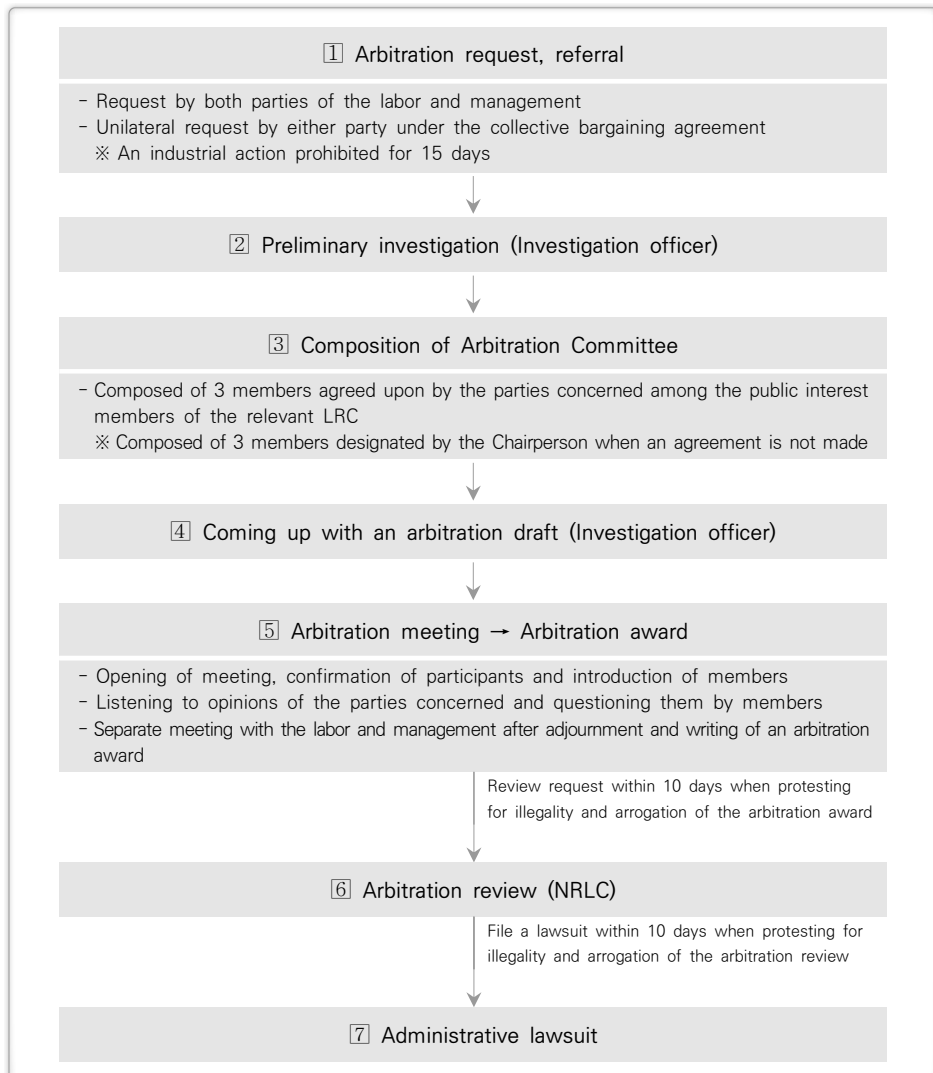 1 Arbitration request, referral
- Request by both parties of the labor and management
- Unilateral request by either party under the collective bargaining agreement
※ An industrial action prohibited for 15 days
2 Preliminary investigation (Investigation officer)
3 Composition of Arbitration Committee
- Composed of 3 members agreed upon by the parties concerned among the public interest
members of the relevant LRC
※ Composed of 3 members designated by the Chairperson when an agreement is not made
4 Coming up with an arbitration draft (Investigation officer)
5 Arbitration meeting → Arbitration award
- Opening of meeting, confirmation of participants and introduction of members
- Listening to opinions of the parties concerned and questioning them by members
- Separate meeting with the labor and management after adjournment and writing of an arbitration
award
Review request within 10 days when protesting
for illegality and arrogation of the arbitration award
6 Arbitration review (NRLC)
File a lawsuit within 10 days when protesting for
illegality and arrogation of the arbitration review
7 Administrative lawsuit